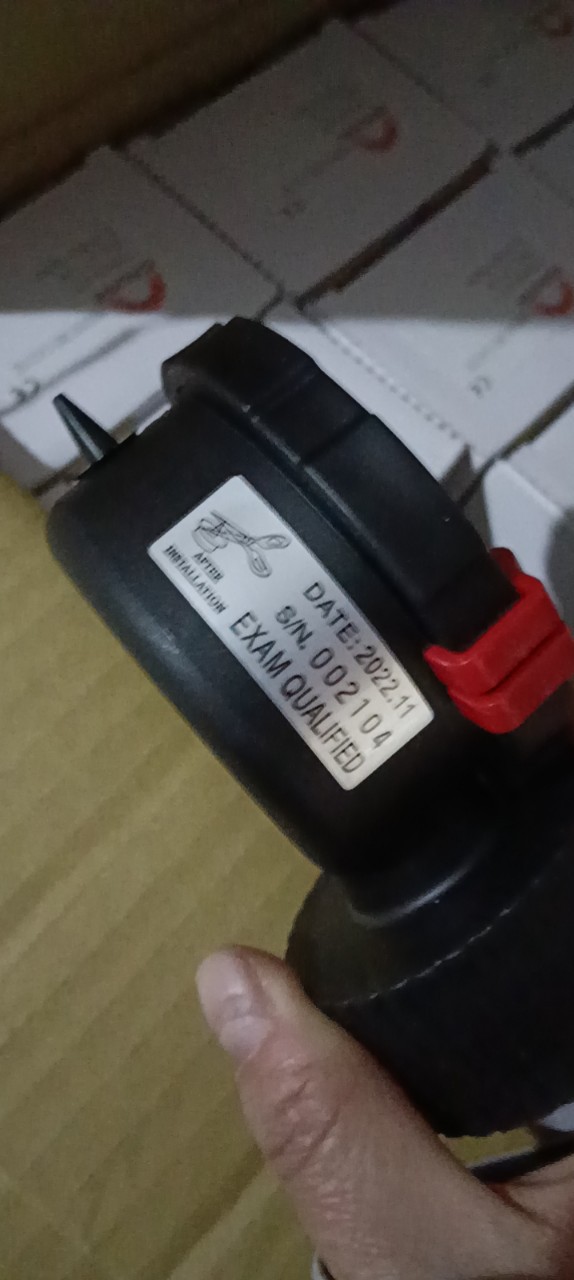 AFTER
INSTALLATION
DATE: 2022.11
S/N. 002104
EXAM QUALIFIED